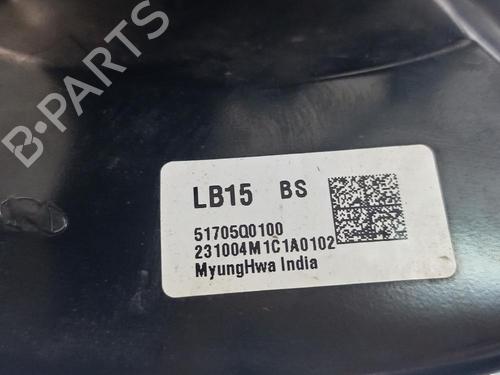 B-PARTS
LB15 BS
51705Q0100
231004M1C1A0102
MyungHwa India